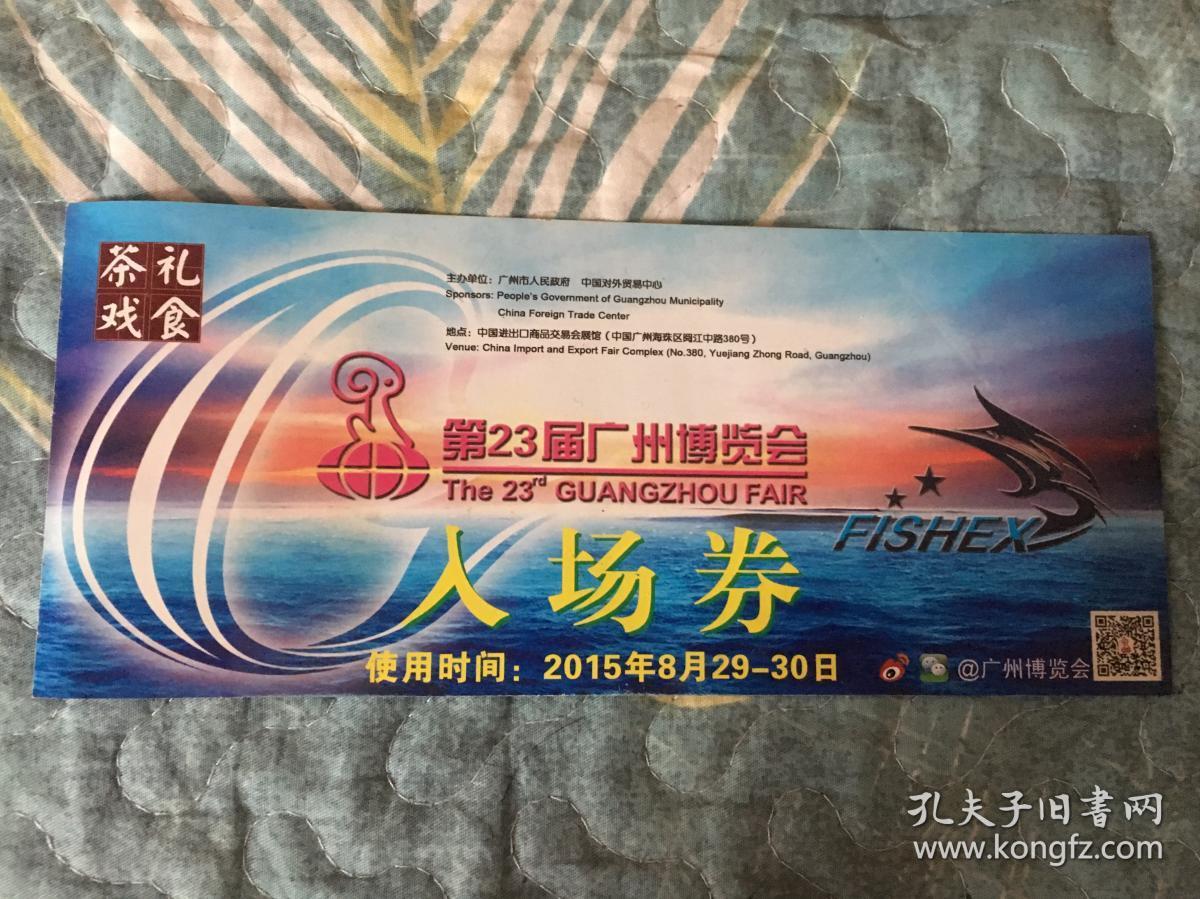 茶礼
戏食
主办单位：广州市人民政府 中国对外贸易中心
Sponsors: People's Government of Guangzhou Municipality
China Foreign Trade Center
地点：中国进出口商品交易会展馆（中国广州海珠区阅江中路380号）
Venue: China Import and Export Fair Complex (No.380, Yuejiang Zhong Road, Guangzhou)
第23届广州博览会
The 23rd GUANGZHOU FAIR
FISHEX
入场券
使用时间：2015年8月29-30日
@广州博览会
孔夫子旧書网
www.kongfz.com